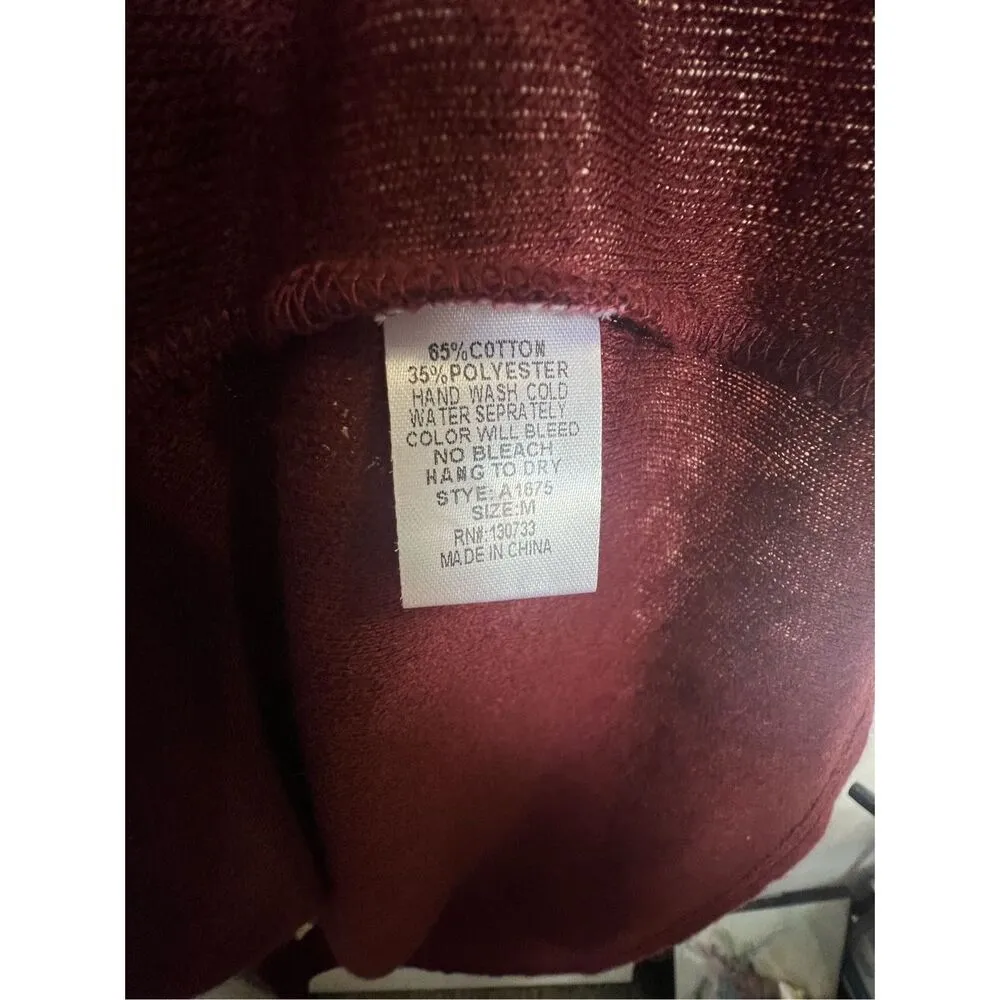 65%COTTON
35%POLYESTER
HAND WASH COLD
WATER SEPRATELY
COLOR WILL BLEED
NO BLEACH
HANG TO DRY
STYE: A1675
SIZE:M
RN#:130733
MADE IN CHINA